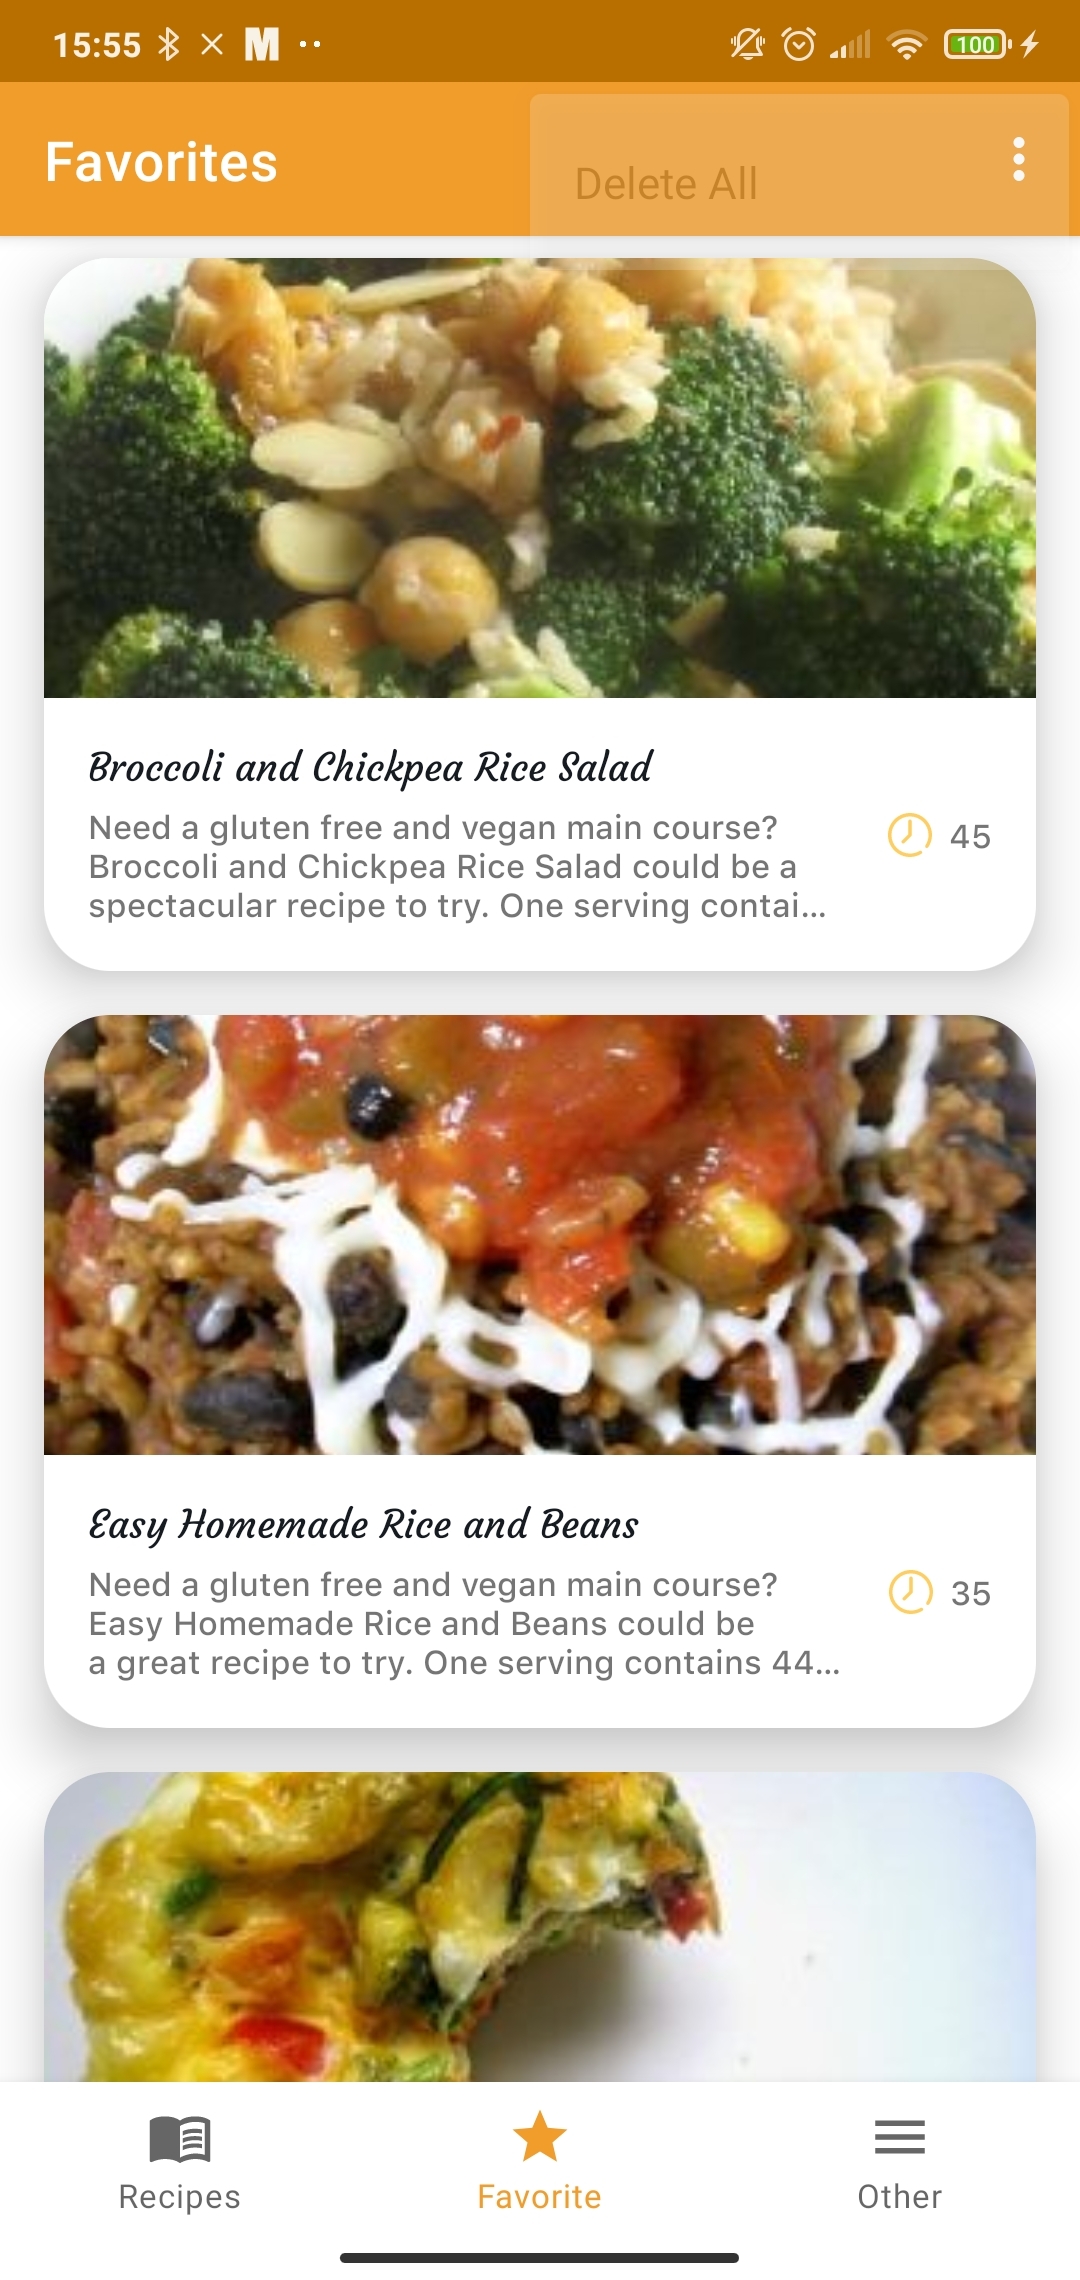 15:55
100
Favorites
Delete All
Broccoli and Chickpea Rice Salad
Need a gluten free and vegan main course?
Broccoli and Chickpea Rice Salad could be a
spectacular recipe to try. One serving contai...
45
Easy Homemade Rice and Beans
Need a gluten free and vegan main course?
Easy Homemade Rice and Beans could be
a great recipe to try. One serving contains 44...
35
Recipes
Favorite
Other